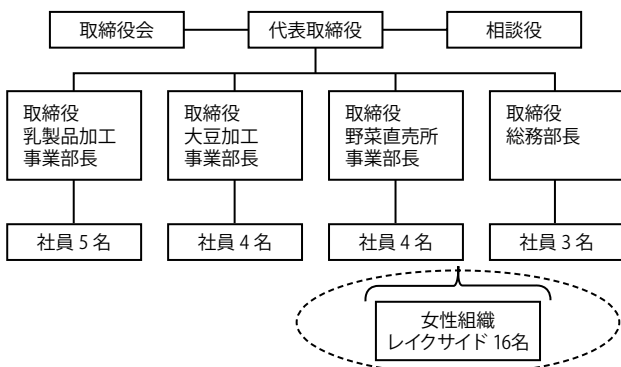 取締役会
代表取締役
相談役
取締役
乳製品加工
事業部長
取締役
大豆加工
事業部長
取締役
野菜直売所
事業部長
取締役
総務部長
社員 5 名
社員 4 名
社員 4 名
社員 3 名
女性組織
レイクサイド 16名